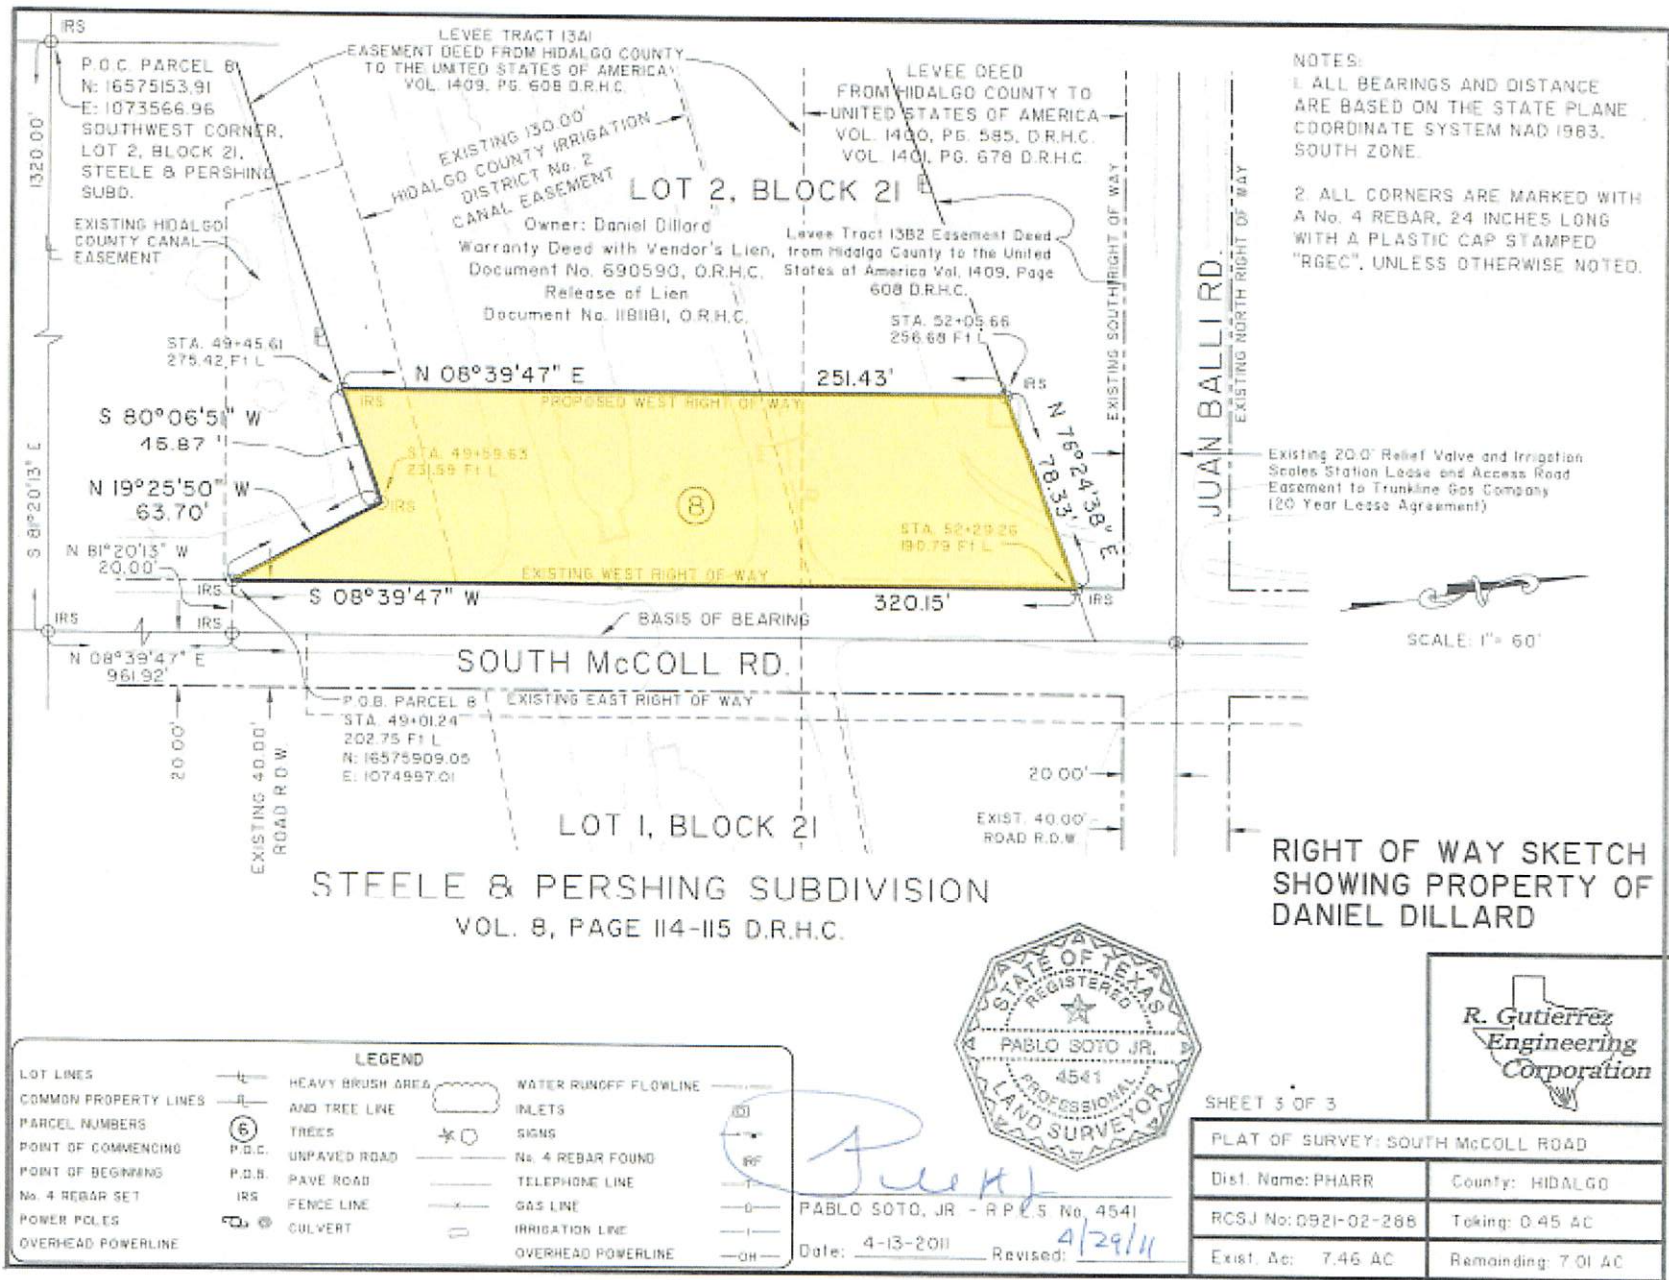 IRS
P.O.C. PARCEL 8
N: 16575153.91
E: 1073566.96
SOUTHWEST CORNER,
LOT 2, BLOCK 21,
STEELE & PERSHING
SUBD.
1320.00'
EXISTING HIDALGO
COUNTY CANAL
EASEMENT
LEVEE TRACT 13A1
EASEMENT DEED FROM HIDALGO COUNTY
TO THE UNITED STATES OF AMERICA
VOL. 1409, PG. 608 D.R.H.C.
EXISTING 130.00'
HIDALGO COUNTY IRRIGATION
DISTRICT No. 2
CANAL EASEMENT
LEVEE DEED
FROM HIDALGO COUNTY TO
UNITED STATES OF AMERICA
VOL. 1400, PG. 585, D.R.H.C.
VOL. 1401, PG. 678 D.R.H.C
LOT 2, BLOCK 21
Owner: Daniel Dillard
Warranty Deed with Vendor's Lien,
Document No. 690590, O.R.H.C.
Release of Lien
Document No. 1181181, O.R.H.C.
Levee Tract 13B2 Easement Deed
from Hidalgo County to the United
States of America Vol. 1409, Page
608 D.R.H.C.
NOTES:
1. ALL BEARINGS AND DISTANCE
ARE BASED ON THE STATE PLANE
COORDINATE SYSTEM NAD 1983,
SOUTH ZONE.
2. ALL CORNERS ARE MARKED WITH
A No. 4 REBAR, 24 INCHES LONG
WITH A PLASTIC CAP STAMPED
"RGEC", UNLESS OTHERWISE NOTED.
EXISTING SOUTH RIGHT OF WAY
JUAN BALLI RD.
EXISTING NORTH RIGHT OF WAY
STA. 49+45.61
275.42 Ft L
STA. 52+05.66
256.68 Ft L
N 08°39'47" E
251.43'
IRS
IRS
PROPOSED WEST RIGHT OF WAY
S 80°06'51" W
45.87'
STA. 49+59.63
231.59 Ft L
IRS
N 19°25'50" W
63.70'
8
N 76°24'38" E
78.33'
STA. 52+29.26
190.79 Ft L
Existing 20.0' Relief Valve and Irrigation
Scales Station Lease and Access Road
Easement to Trunkline Gas Company
(20 Year Lease Agreement)
S 81°20'13" E
N 81°20'13" W
20.00'
EXISTING WEST RIGHT-OF-WAY
IRS
S 08°39'47" W
320.15'
IRS
IRS
IRS
BASIS OF BEARING
SCALE: 1"= 60'
N 08°39'47" E
961.92'
SOUTH McCOLL RD.
P.O.B. PARCEL 8
STA. 49+01.24
202.75 Ft L
N: 16575909.05
E: 1074997.01
EXISTING EAST RIGHT OF WAY
20.00'
EXISTING 40.00'
ROAD R.O.W.
20.00'
EXIST. 40.00'
ROAD R.O.W.
LOT 1, BLOCK 21
STEELE & PERSHING SUBDIVISION
VOL. 8, PAGE 114-115 D.R.H.C.
RIGHT OF WAY SKETCH
SHOWING PROPERTY OF
DANIEL DILLARD
STATE OF TEXAS
REGISTERED
PABLO SOTO JR.
4541
PROFESSIONAL
LAND SURVEYOR
R. Gutierrez
Engineering
Corporation
LEGEND
LOT LINES
COMMON PROPERTY LINES
PARCEL NUMBERS 6
POINT OF COMMENCING P.O.C.
POINT OF BEGINNING P.O.B.
No. 4 REBAR SET IRS
POWER POLES
OVERHEAD POWERLINE
HEAVY BRUSH AREA
AND TREE LINE
TREES
UNPAVED ROAD
PAVE ROAD
FENCE LINE
CULVERT
WATER RUNOFF FLOWLINE
INLETS
SIGNS
No. 4 REBAR FOUND IRF
TELEPHONE LINE T
GAS LINE G
IRRIGATION LINE I
OVERHEAD POWERLINE OH
PABLO SOTO, JR - R.P.L.S No. 4541
Date: 4-13-2011 Revised: 4/29/11
SHEET 3 OF 3
PLAT OF SURVEY: SOUTH McCOLL ROAD
Dist. Name: PHARR County: HIDALGO
RCSJ No: 0921-02-288 Taking: 0.45 AC
Exist. Ac: 7.46 AC Remainding: 7.01 AC